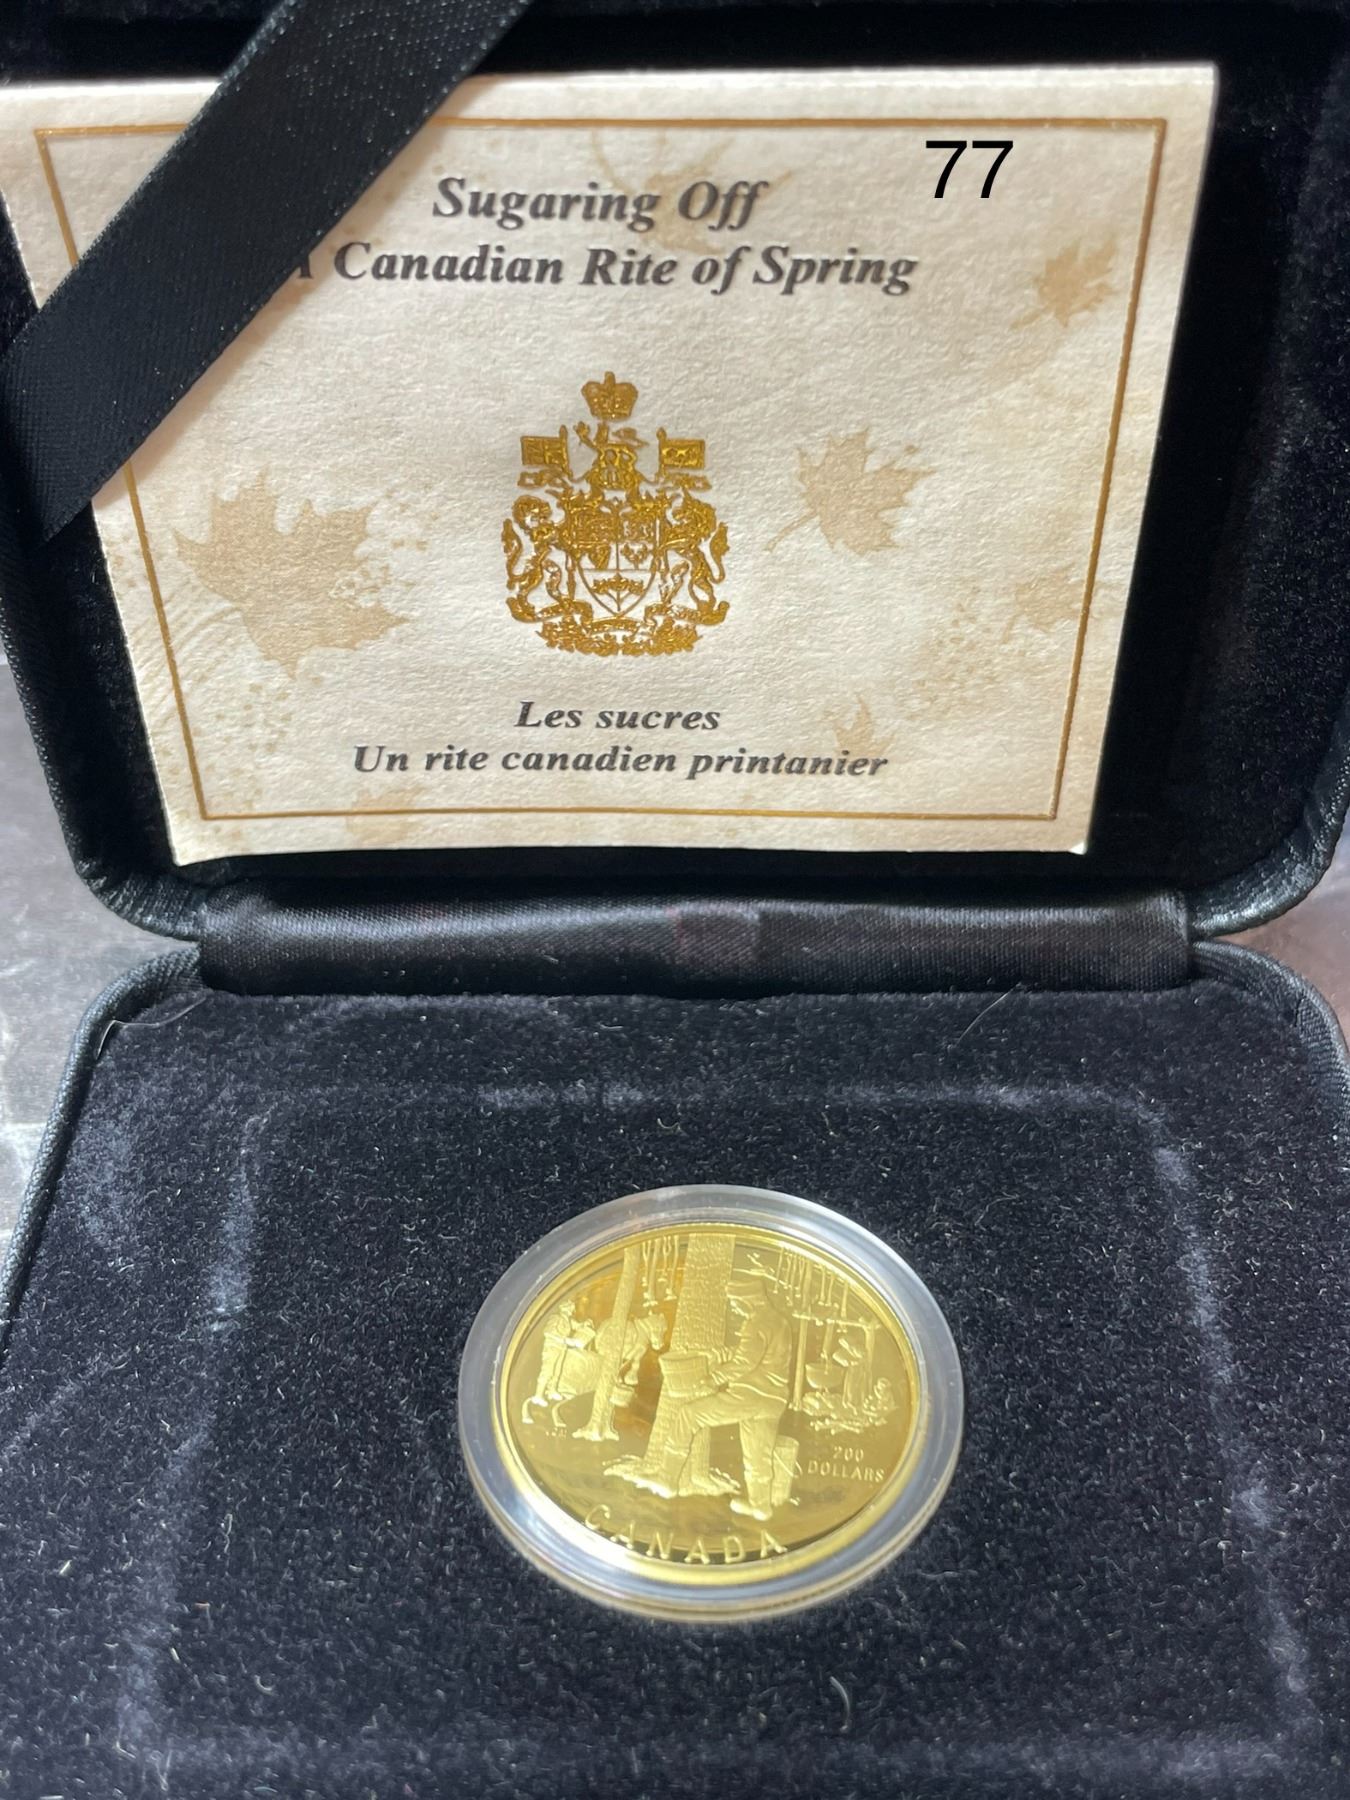 77
Sugaring Off
A Canadian Rite of Spring
Les sucres
Un rite canadien printanier
200
DOLLARS
CANADA